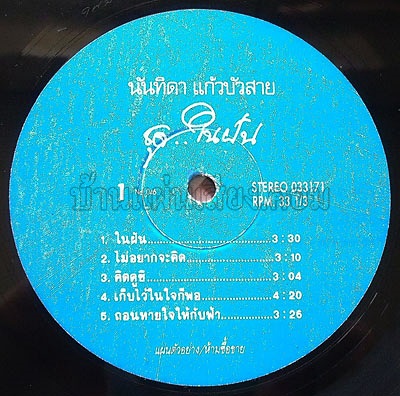 นันทิดา แก้วบัวสาย
ในฝัน
1
STEREO 033171
RPM. 33 1/3
1. ในฝัน 3 : 30
2. ไม่อยากจะคิด 3 : 10
3. คิดดูซิ 3 : 04
4. เก็บไว้ในใจก็พอ 4 : 20
5. ถอนหายใจให้กับฟ้า 3 : 26
แผ่นตัวอย่าง/ห้ามซื้อขาย